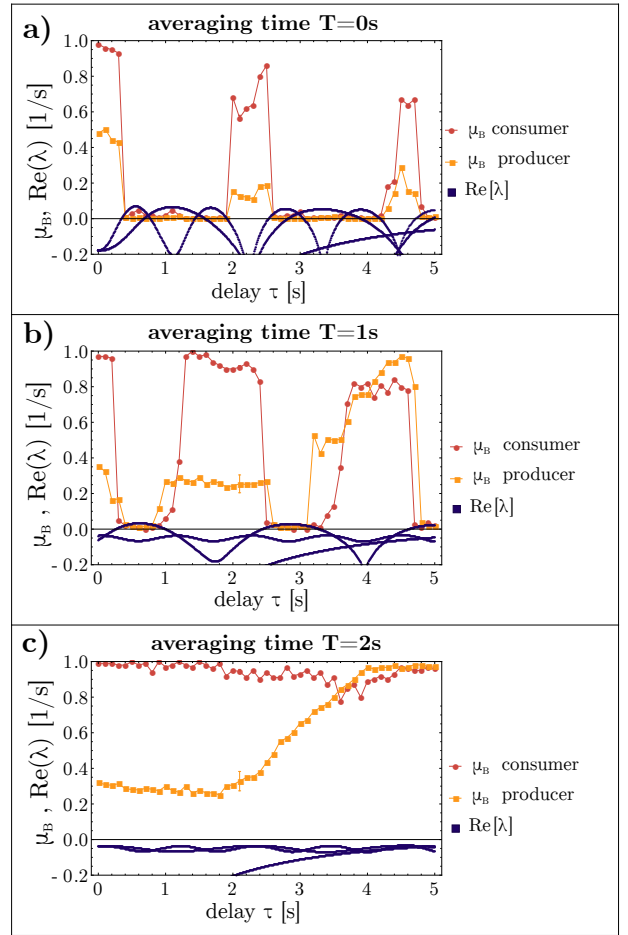 a) averaging time T=0s
1.0
0.8
0.6
0.4
0.2
0.0
- 0.2
μB, Re(λ) [1/s]
0 1 2 3 4 5
delay τ [s]
μB consumer
μB producer
Re[λ]
b) averaging time T=1s
1.0
0.8
0.6
0.4
0.2
0.0
- 0.2
μB , Re(λ) [1/s]
0 1 2 3 4 5
delay τ [s]
μB consumer
μB producer
Re[λ]
c) averaging time T=2s
1.0
0.8
0.6
0.4
0.2
0.0
- 0.2
μB , Re(λ) [1/s]
0 1 2 3 4 5
delay τ [s]
μB consumer
μB producer
Re[λ]